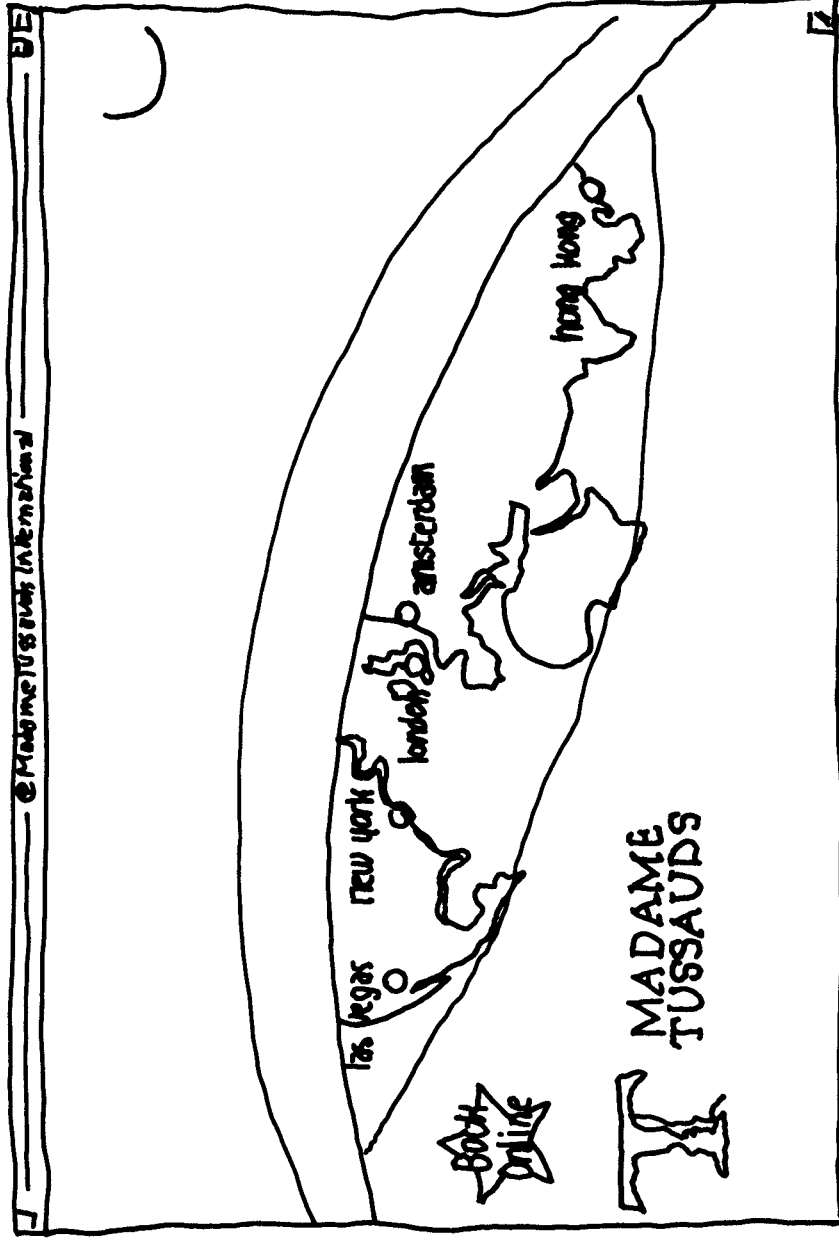 @MadameTussauds International
las vegas
new york
london
amsterdam
hong kong
Book
online
MADAME
TUSSAUDS